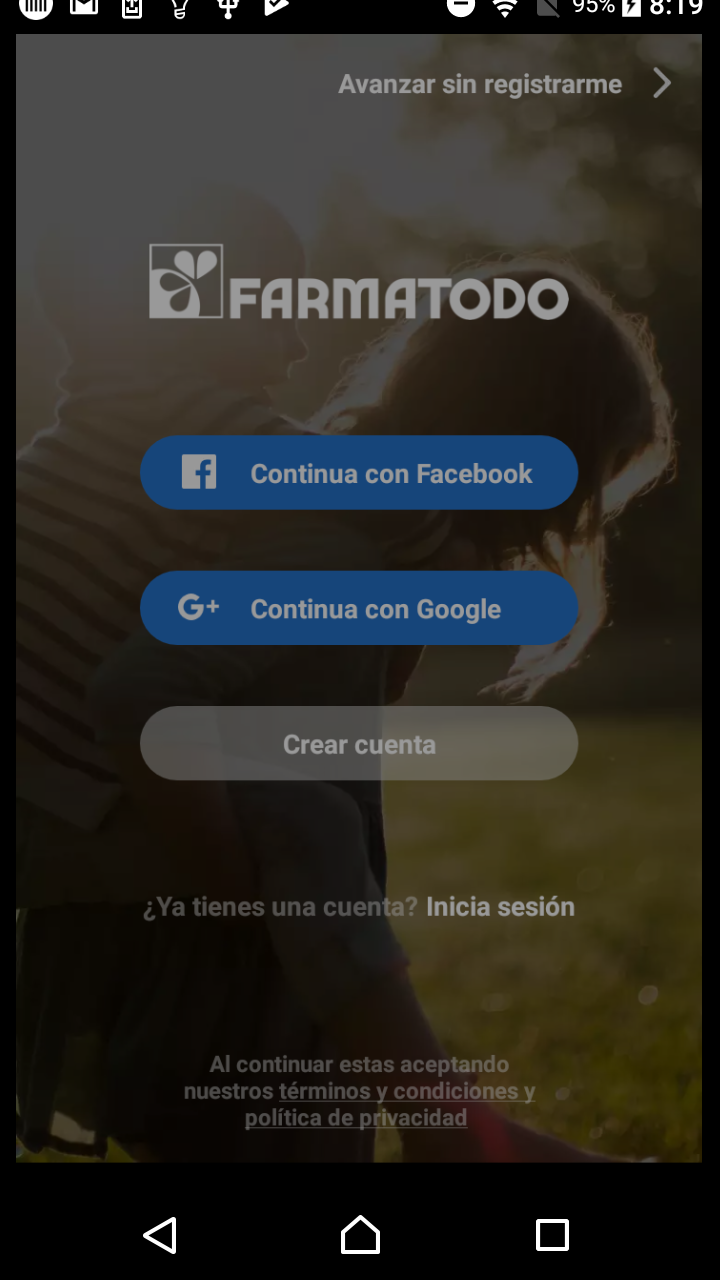 95% 8:19
Avanzar sin registrarme
FARMATODO
Continua con Facebook
G+ Continua con Google
Crear cuenta
¿Ya tienes una cuenta? Inicia sesión
Al continuar estas aceptando
nuestros términos y condiciones y
política de privacidad